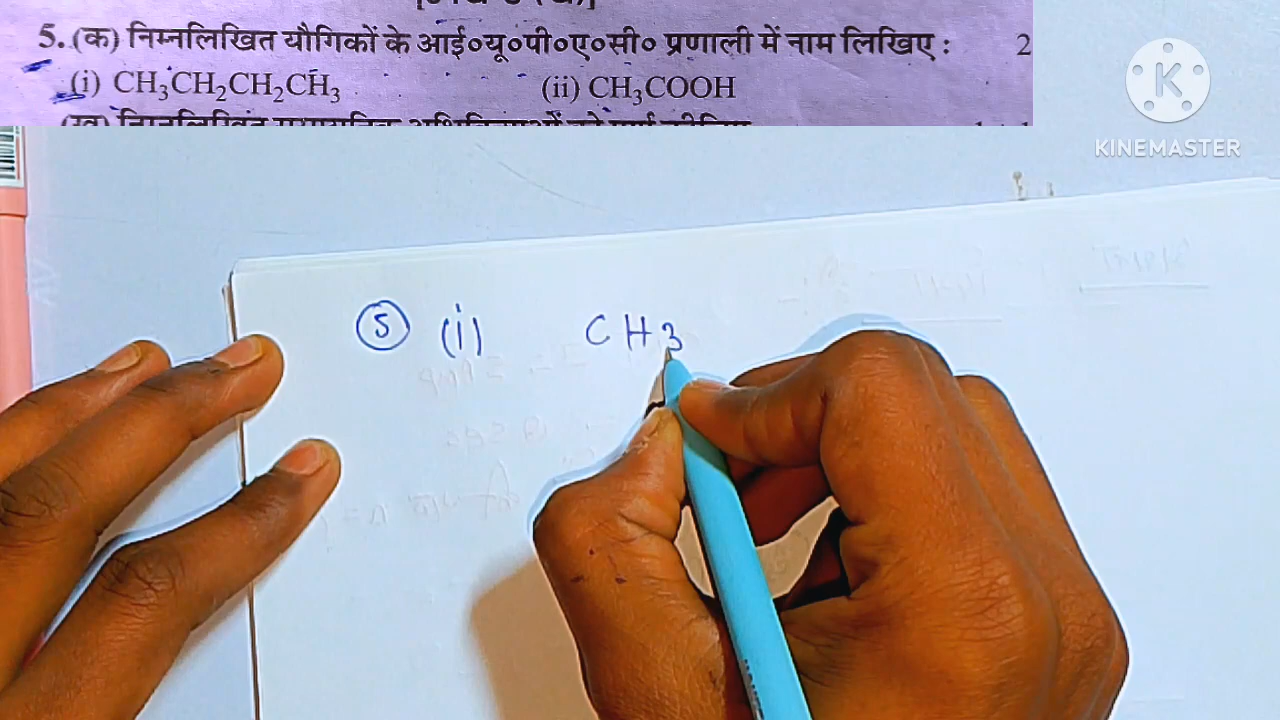 5. (क) निम्नलिखित यौगिकों के आई०यू०पी०ए०सी० प्रणाली में नाम लिखिए : 2
(i) CH₃CH₂CH₂CH₃ (ii) CH₃COOH
KINEMASTER
5 (i) CH3